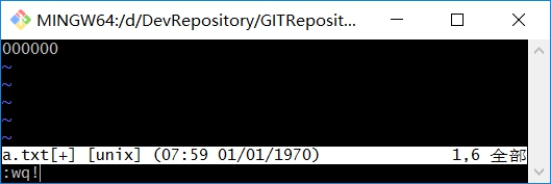 MINGW64:/d/DevRepository/GITReposit...
000000
~
~
~
~
~
a.txt[+] [unix] (07:59 01/01/1970) 1,6 全部
:wq!